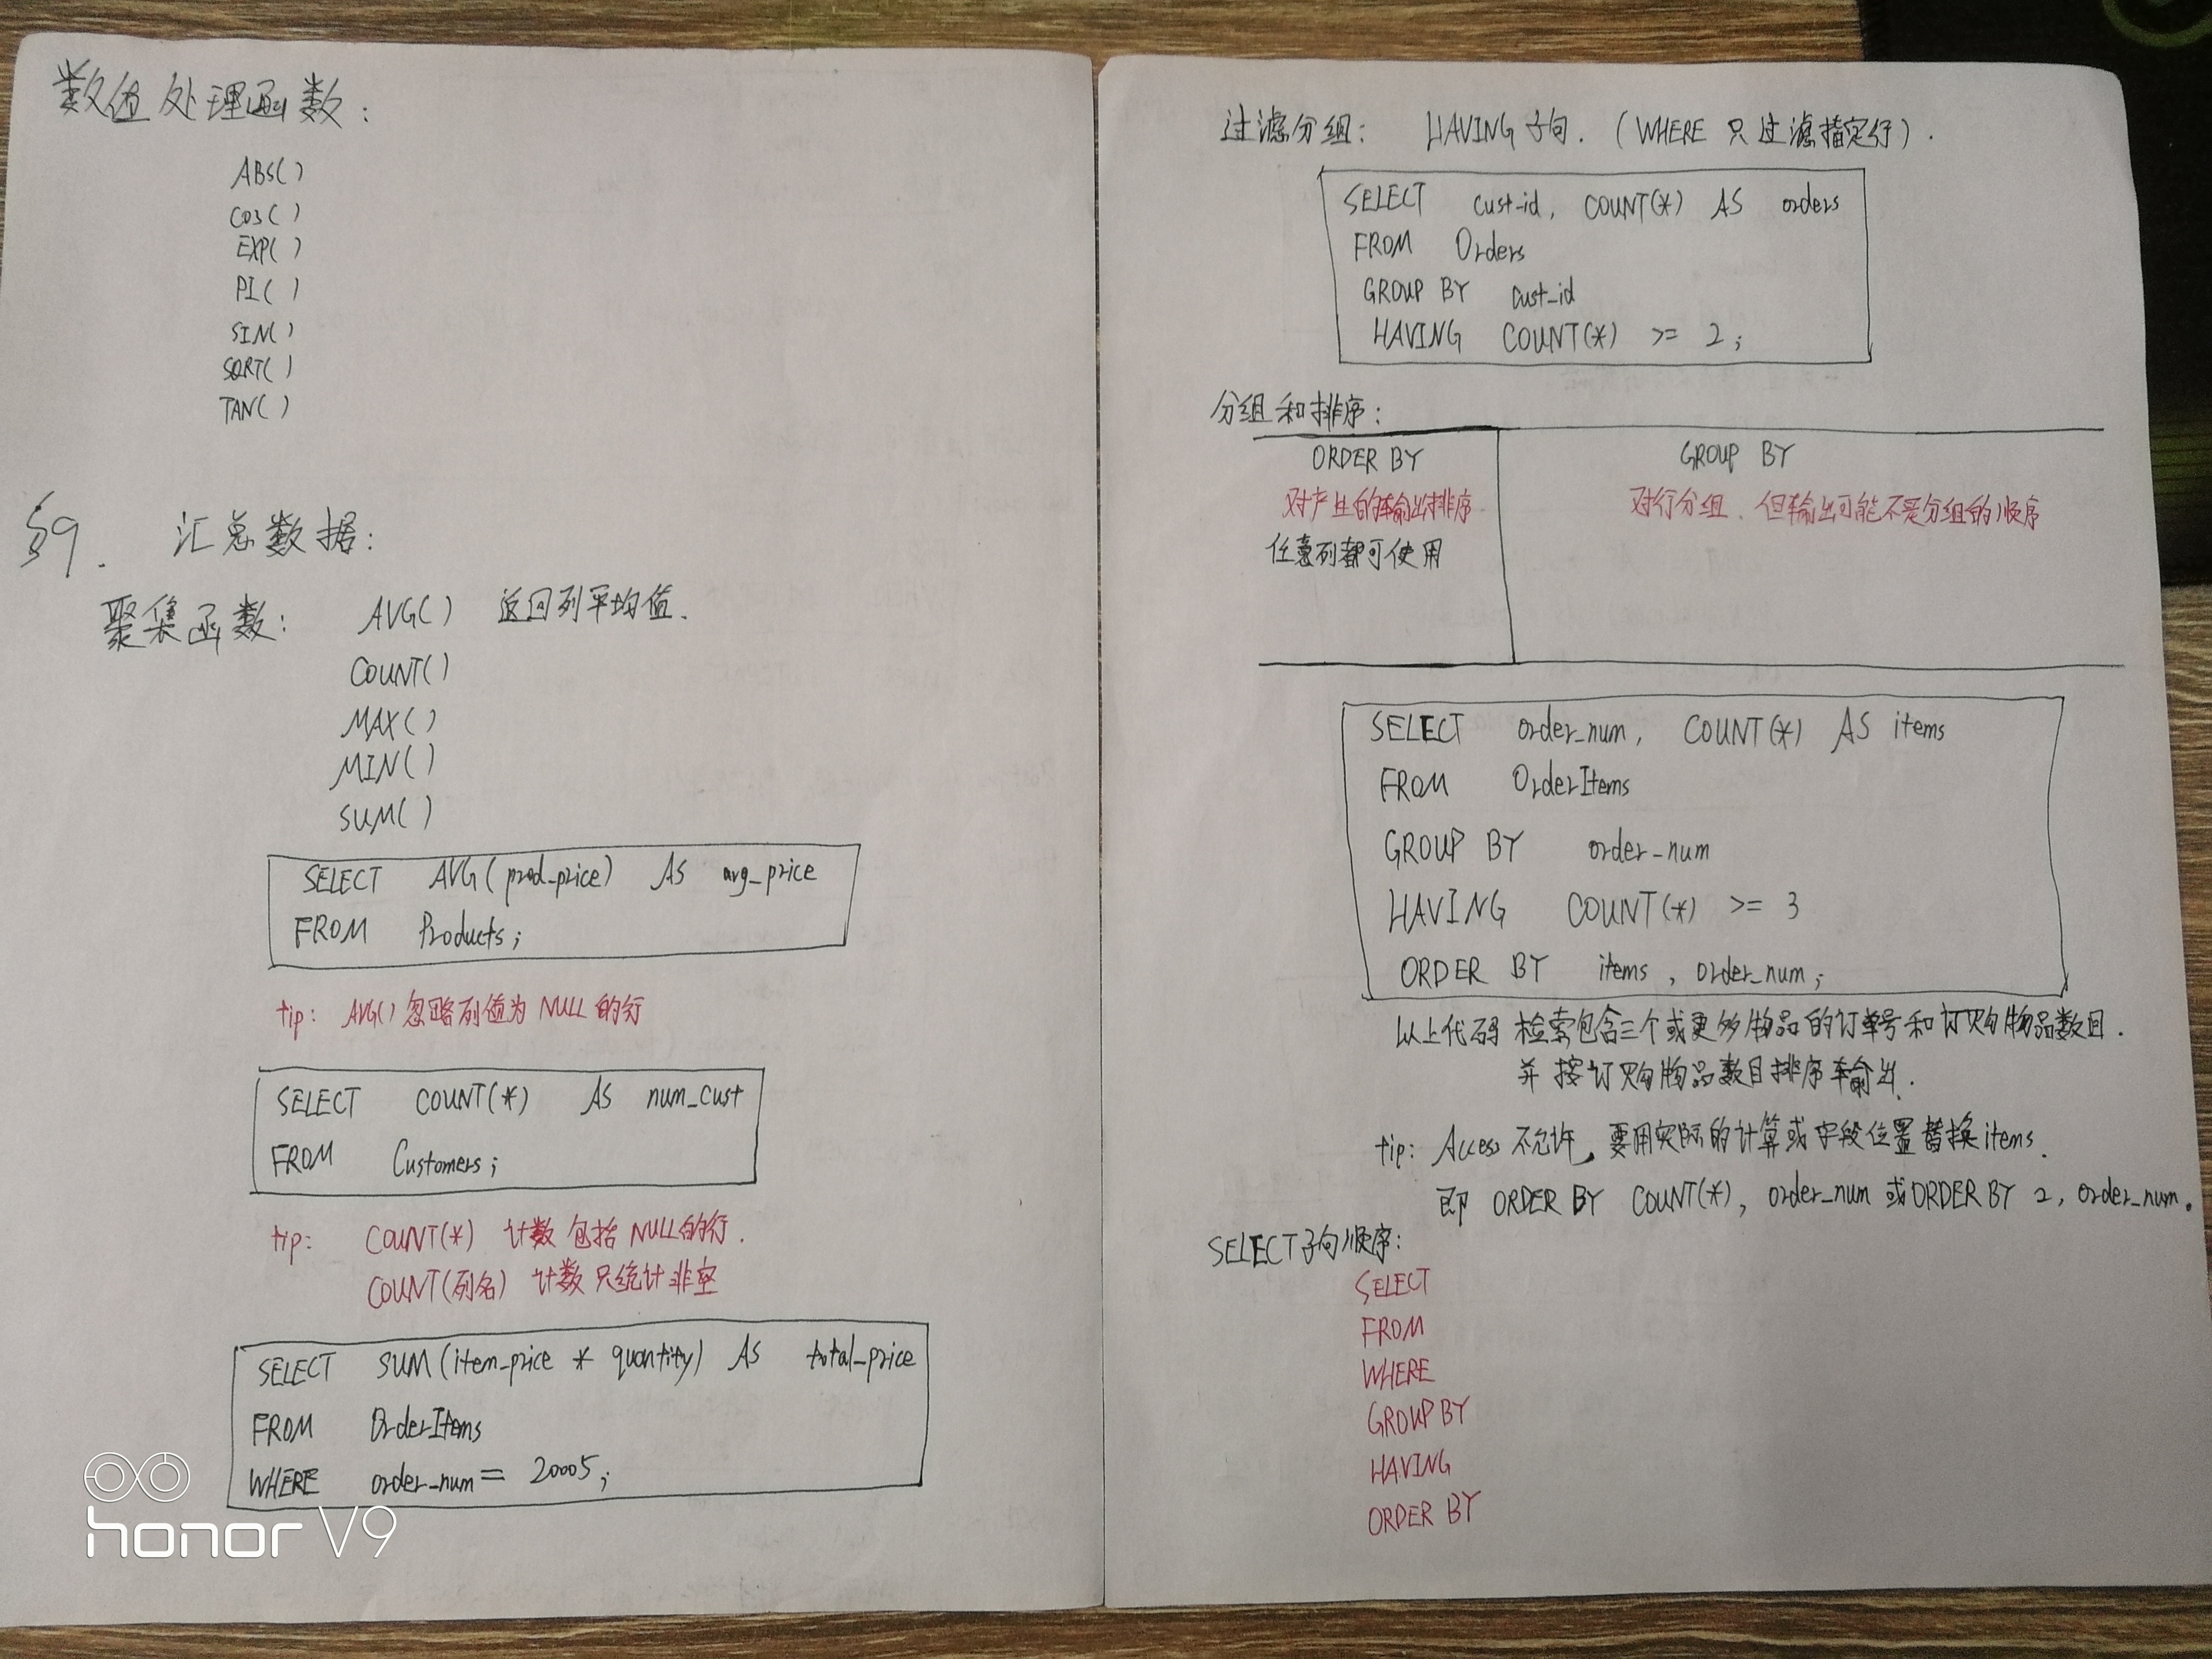 数值处理函数：
ABS()
COS()
EXP()
PI()
SIN()
SQRT()
TAN()
§9. 汇总数据：
聚集函数： AVG() 返回列平均值.
COUNT()
MAX()
MIN()
SUM()
SELECT AVG(prod_price) AS avg_price
FROM Products;
tip: AVG()忽略列值为 NULL 的行
SELECT COUNT(*) AS num_cust
FROM Customers;
tip: COUNT(*) 计数包括 NULL的行.
COUNT(列名) 计数只统计非空
SELECT SUM(item_price * quantity) AS total_price
FROM OrderItems
WHERE order_num = 20005;
honor V9
过滤分组： HAVING 子句.（WHERE 只过滤指定行）.
SELECT cust_id, COUNT(*) AS orders
FROM Orders
GROUP BY cust_id
HAVING COUNT(*) >= 2;
分组和排序：
ORDER BY GROUP BY
对产生的输出排序 对行分组、但输出可能不是分组的顺序
任意列都可使用
SELECT order_num, COUNT(*) AS items
FROM OrderItems
GROUP BY order_num
HAVING COUNT(*) >= 3
ORDER BY items, order_num;
以上代码 检索包含三个或更多物品的订单号和订购物品数目.
并按订购物品数目排序输出.
tip: Access 不允许, 要用实际的计算或字段位置替换items.
即 ORDER BY COUNT(*), order_num 或ORDER BY 2, order_num.
SELECT子句顺序：
SELECT
FROM
WHERE
GROUP BY
HAVING
ORDER BY